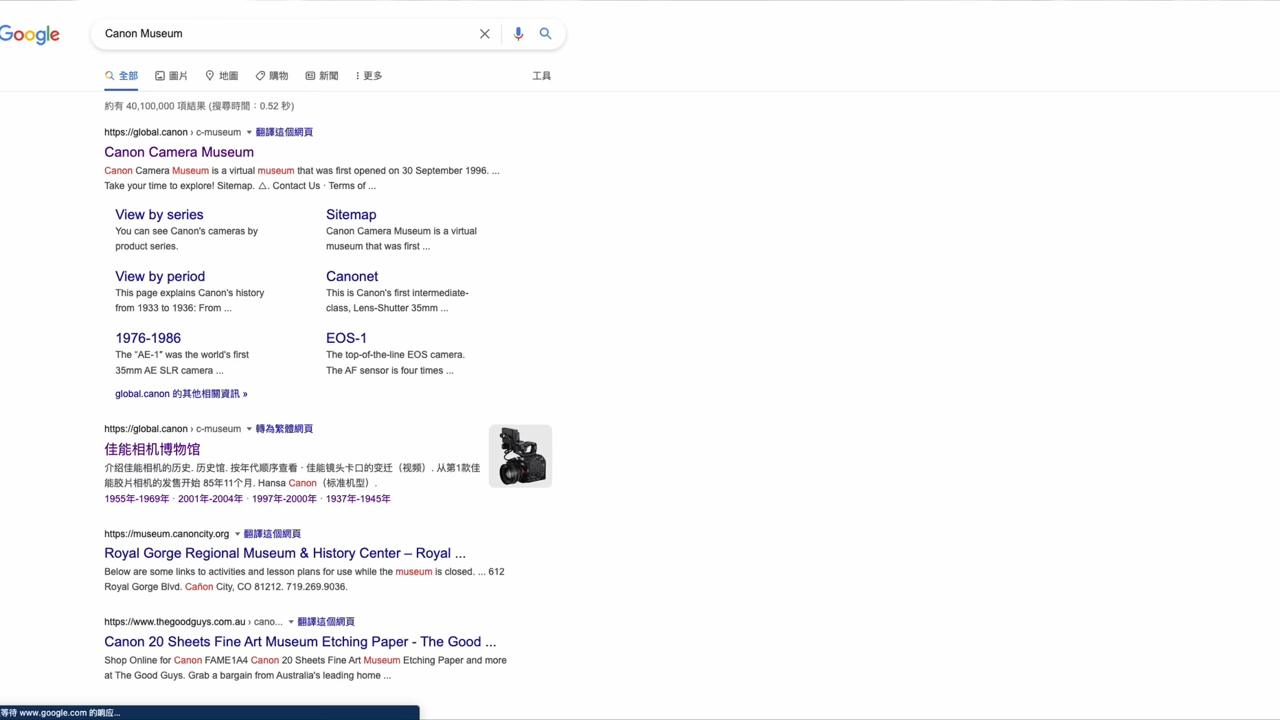 Google
Canon Museum
全部 圖片 地圖 購物 新聞 更多 工具
約有 40,100,000 項結果 (搜尋時間：0.52 秒)
https://global.canon › c-museum 翻譯這個網頁
Canon Camera Museum
Canon Camera Museum is a virtual museum that was first opened on 30 September 1996. ...
Take your time to explore! Sitemap. △. Contact Us · Terms of ...
View by series
You can see Canon's cameras by
product series.
Sitemap
Canon Camera Museum is a virtual
museum that was first ...
View by period
This page explains Canon's history
from 1933 to 1936: From ...
Canonet
This is Canon's first intermediate-
class, Lens-Shutter 35mm ...
1976-1986
The “AE-1” was the world's first
35mm AE SLR camera ...
EOS-1
The top-of-the-line EOS camera.
The AF sensor is four times ...
global.canon 的其他相關資訊 »
https://global.canon › c-museum 轉為繁體網頁
佳能相机博物馆
介绍佳能相机的历史. 历史馆. 按年代顺序查看 · 佳能镜头卡口的变迁（视频）. 从第1款佳
能胶片相机的发售开始 85年11个月. Hansa Canon（标准机型）.
1955年-1969年 · 2001年-2004年 · 1997年-2000年 · 1937年-1945年
https://museum.canoncity.org 翻譯這個網頁
Royal Gorge Regional Museum & History Center – Royal ...
Below are some links to activities and lesson plans for use while the museum is closed. ... 612
Royal Gorge Blvd. Cañon City, CO 81212. 719.269.9036.
https://www.thegoodguys.com.au › cano... 翻譯這個網頁
Canon 20 Sheets Fine Art Museum Etching Paper - The Good ...
Shop Online for Canon FAME1A4 Canon 20 Sheets Fine Art Museum Etching Paper and more
at The Good Guys. Grab a bargain from Australia's leading home ...
等待 www.google.com 的响应...